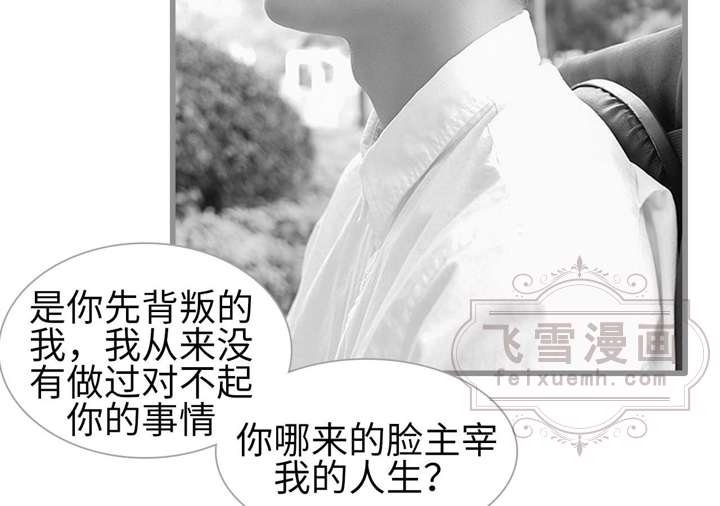 是你先背叛的
我，我从来没
有做过对不起
你的事情
你哪来的脸主宰
我的人生？
飞雪漫画
feixuemh.com